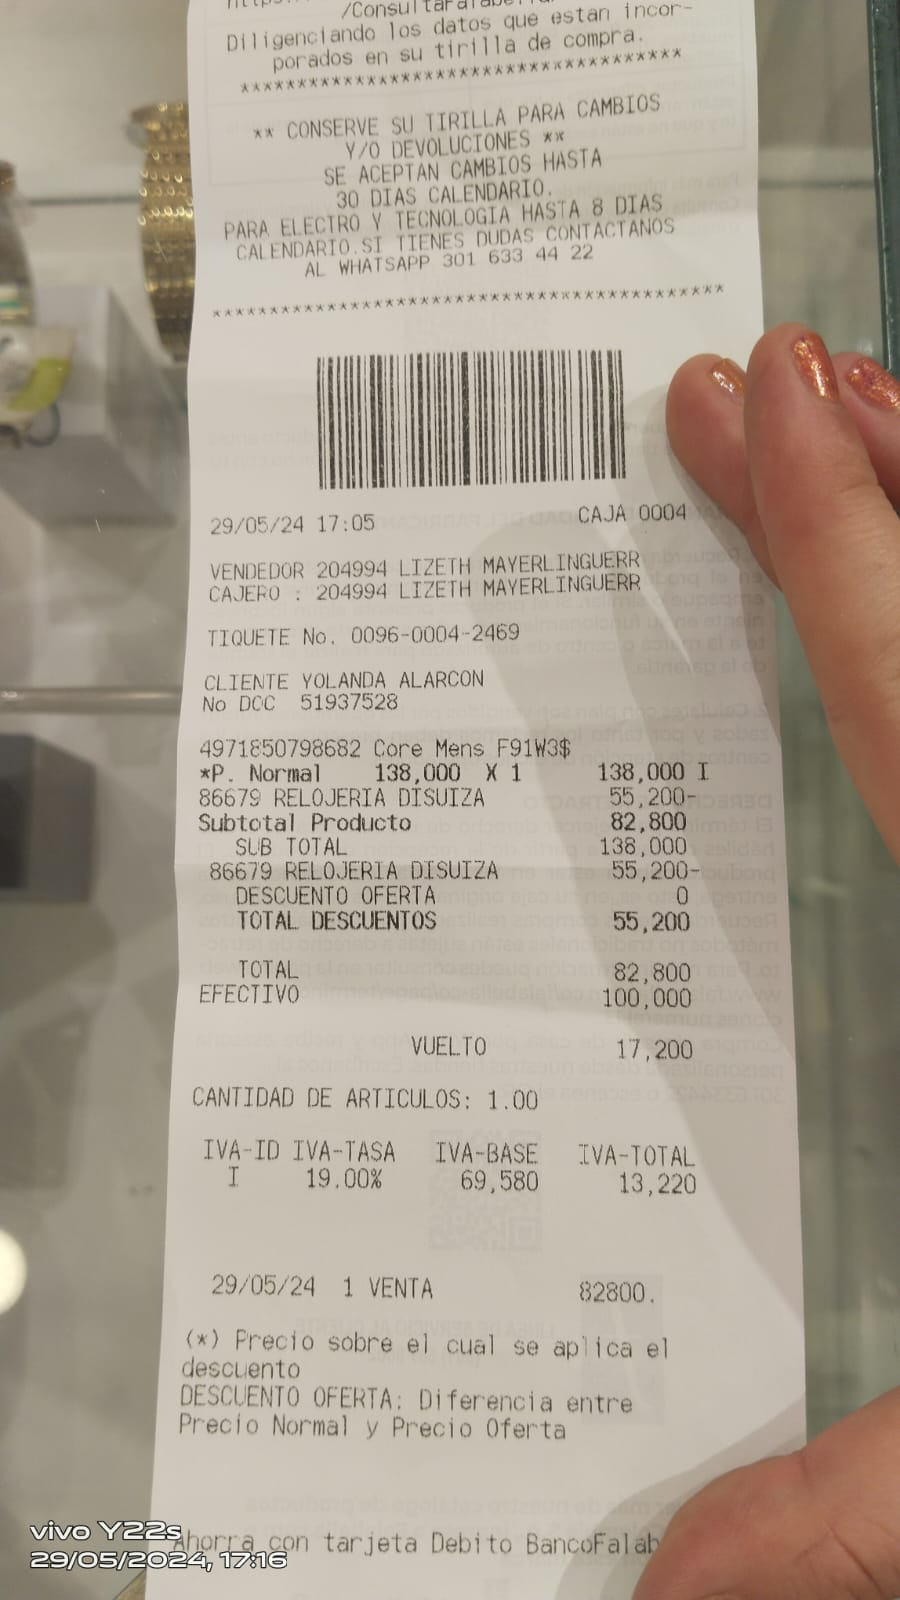 /ConsultaFalabella
Diligenciando los datos que estan incor-
porados en su tirilla de compra.
***************************************
** CONSERVE SU TIRILLA PARA CAMBIOS
Y/O DEVOLUCIONES **
SE ACEPTAN CAMBIOS HASTA
30 DIAS CALENDARIO.
PARA ELECTRO Y TECNOLOGIA HASTA 8 DIAS
CALENDARIO.SI TIENES DUDAS CONTACTANOS
AL WHATSAPP 301 633 44 22
********************************************
29/05/24 17:05 CAJA 0004
VENDEDOR 204994 LIZETH MAYERLINGUERR
CAJERO : 204994 LIZETH MAYERLINGUERR
TIQUETE No. 0096-0004-2469
CLIENTE YOLANDA ALARCON
No DCC 51937528
4971850798682 Core Mens F91W3$
*P. Normal 138,000 X 1 138,000 I
86679 RELOJERIA DISUIZA 55,200-
Subtotal Producto 82,800
SUB TOTAL 138,000
86679 RELOJERIA DISUIZA 55,200-
DESCUENTO OFERTA 0
TOTAL DESCUENTOS 55,200
TOTAL 82,800
EFECTIVO 100,000
VUELTO 17,200
CANTIDAD DE ARTICULOS: 1.00
IVA-ID IVA-TASA IVA-BASE IVA-TOTAL
I 19.00% 69,580 13,220
29/05/24 1 VENTA 82800.
(*) Precio sobre el cual se aplica el
descuento
DESCUENTO OFERTA: Diferencia entre
Precio Normal y Precio Oferta
Ahorra con tarjeta Debito BancoFalab
vivo Y22s
29/05/2024, 17:16